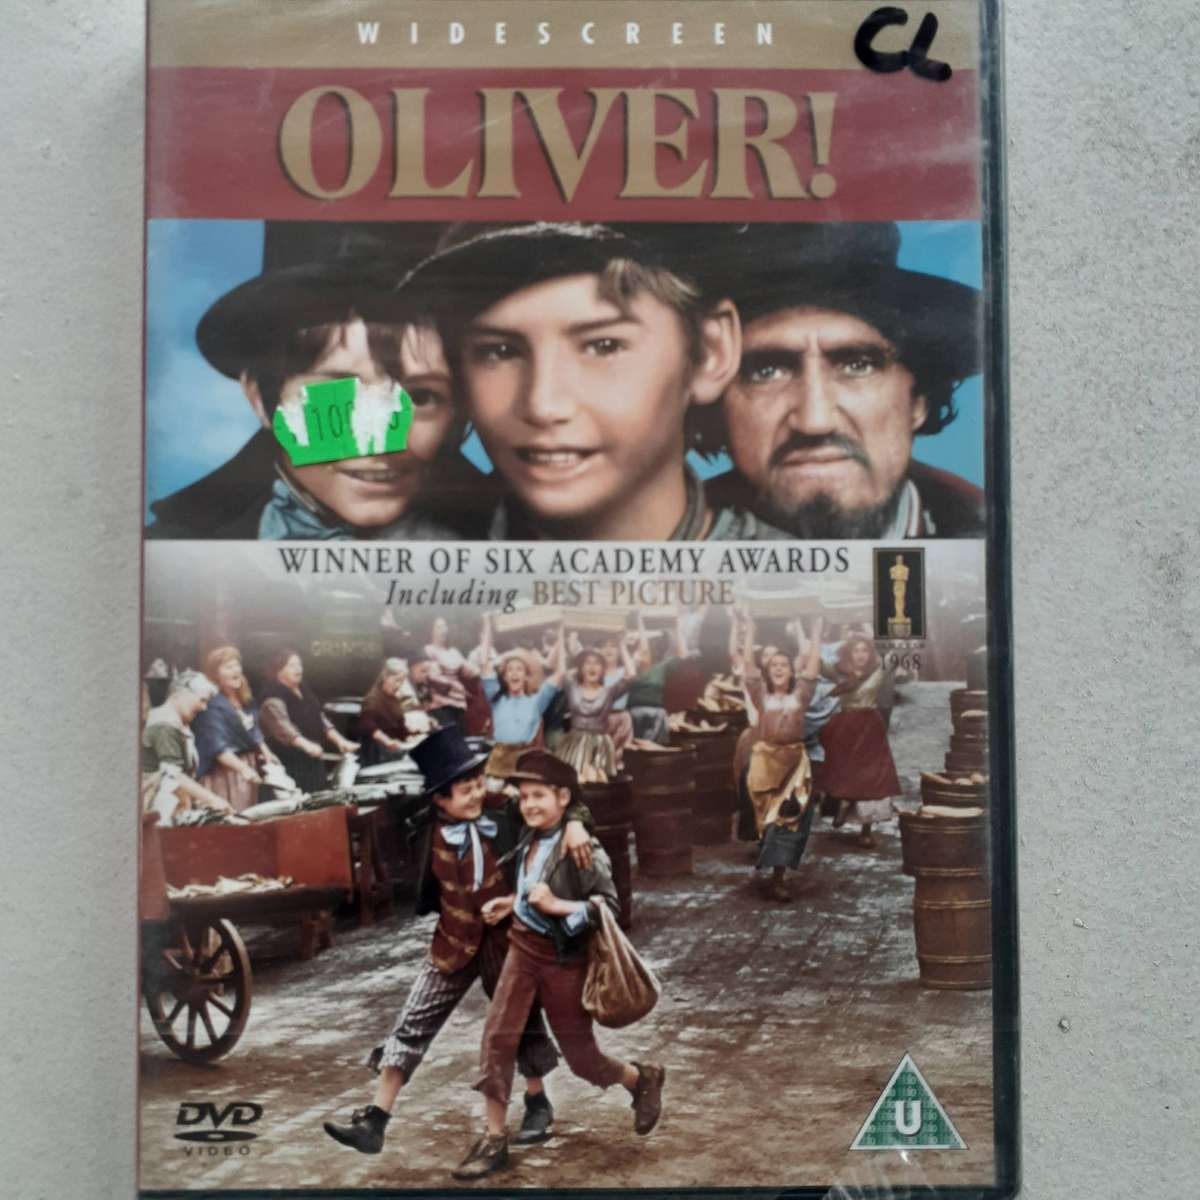 WIDESCREEN
CL
OLIVER!
WINNER OF SIX ACADEMY AWARDS
Including BEST PICTURE
1968
DVD
VIDEO
U